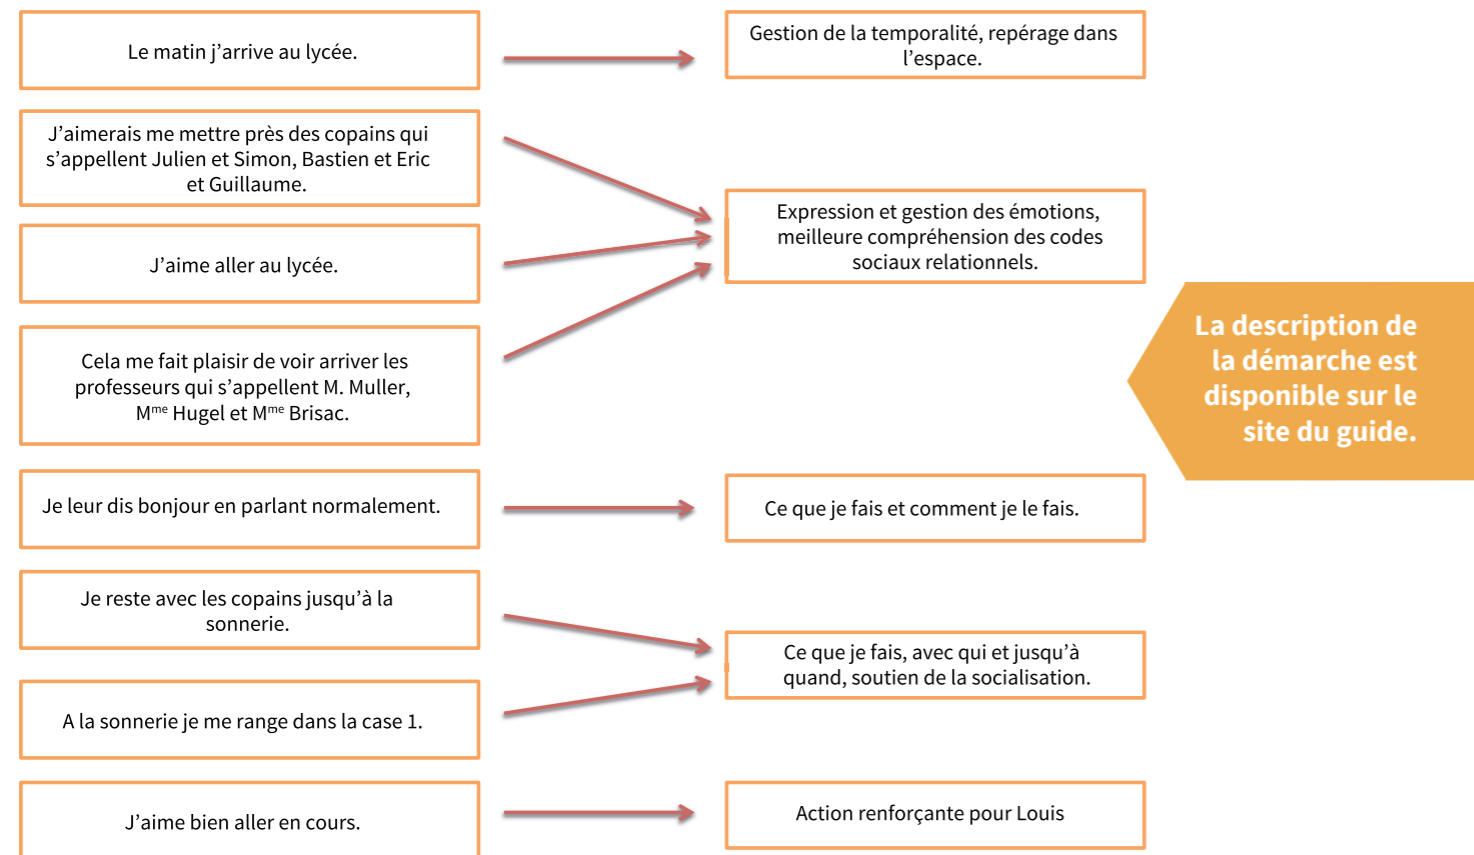 Le matin j’arrive au lycée.
Gestion de la temporalité, repérage dans
l’espace.
J’aimerais me mettre près des copains qui
s’appellent Julien et Simon, Bastien et Eric
et Guillaume.
J’aime aller au lycée.
Cela me fait plaisir de voir arriver les
professeurs qui s’appellent M. Muller,
Mme Hugel et Mme Brisac.
Expression et gestion des émotions,
meilleure compréhension des codes
sociaux relationnels.
La description de
la démarche est
disponible sur le
site du guide.
Je leur dis bonjour en parlant normalement.
Ce que je fais et comment je le fais.
Je reste avec les copains jusqu’à la
sonnerie.
A la sonnerie je me range dans la case 1.
Ce que je fais, avec qui et jusqu’à
quand, soutien de la socialisation.
J’aime bien aller en cours.
Action renforçante pour Louis